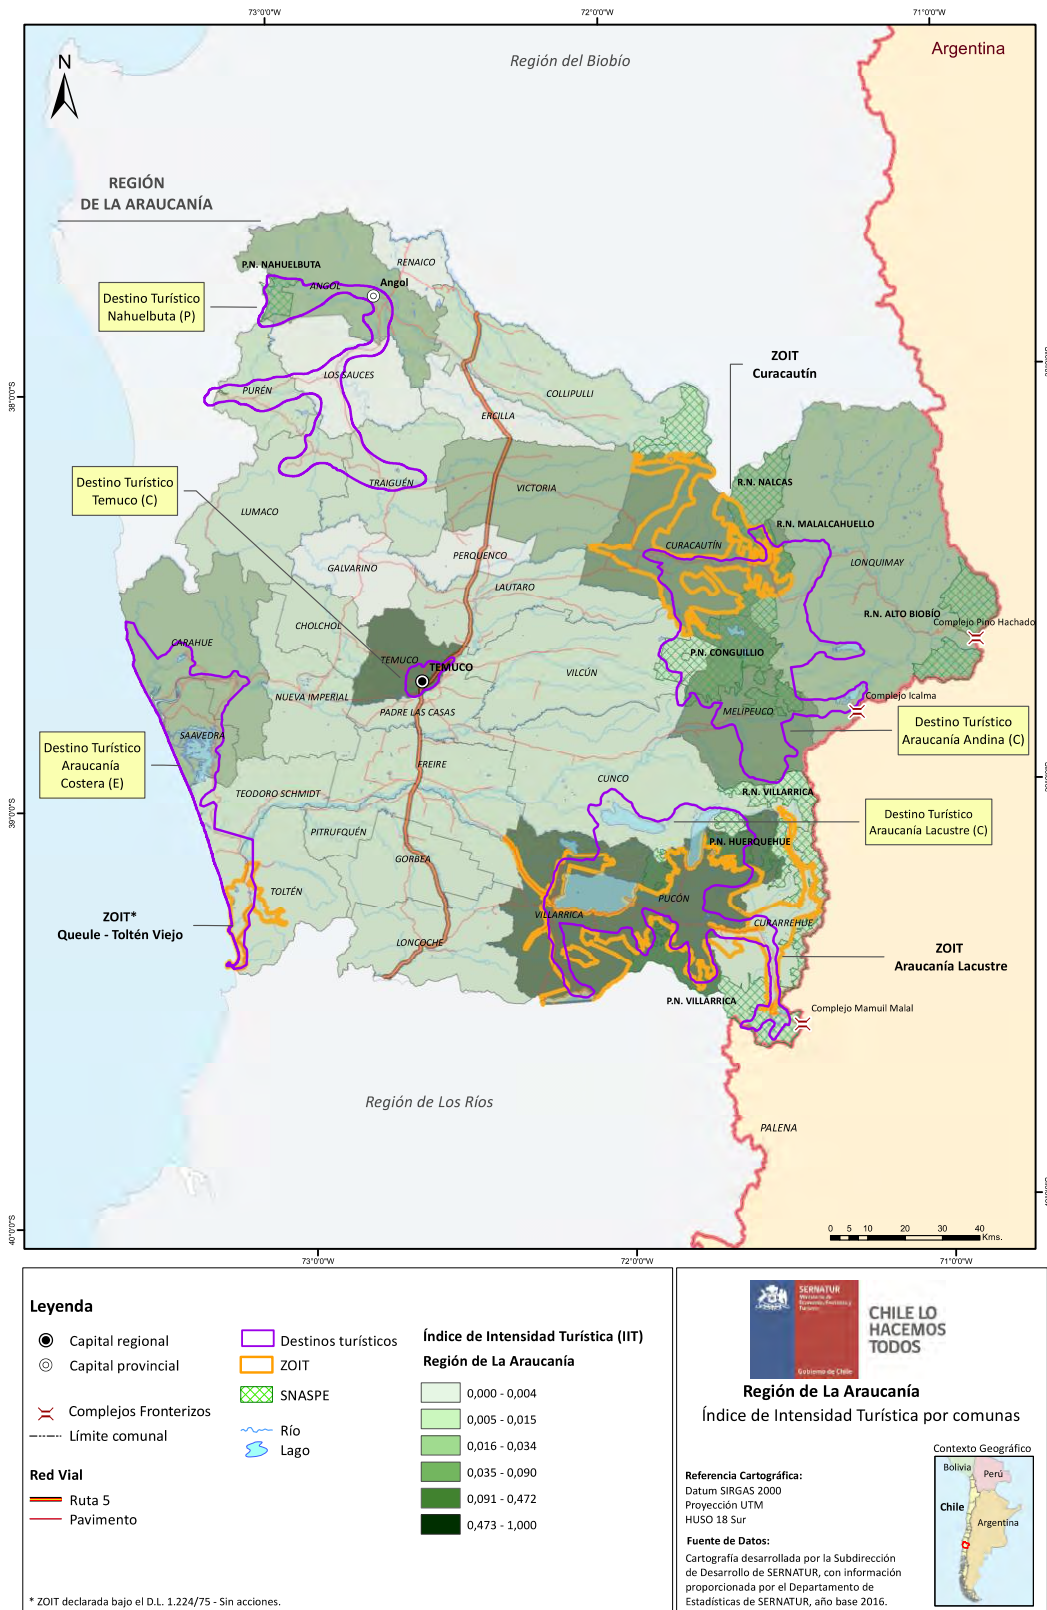 73°0'0"W
72°0'0"W
71°0'0"W
Argentina
Región del Biobío
N
REGIÓN
DE LA ARAUCANÍA
RENAICO
P.N. NAHUELBUTA
Angol
ANGOL
Destino Turístico
Nahuelbuta (P)
ZOIT
Curacautín
38°0'0"S
LOS SAUCES
PURÉN
COLLIPULLI
ERCILLA
Destino Turístico
Temuco (C)
TRAIGUÉN
VICTORIA
R.N. NALCAS
LUMACO
R.N. MALALCAHUELLO
CURACAUTÍN
PERQUENCO
LONQUIMAY
GALVARINO
LAUTARO
R.N. ALTO BIOBÍO
Complejo Pino Hachado
CHOLCHOL
CARAHUE
P.N. CONGUILLIO
TEMUCO
TEMUCO
VILCÚN
NUEVA IMPERIAL
Complejo Icalma
PADRE LAS CASAS
MELIPEUCO
Destino Turístico
Araucanía Andina (C)
SAAVEDRA
Destino Turístico
Araucanía
Costera (E)
FREIRE
CUNCO
TEODORO SCHMIDT
R.N. VILLARRICA
39°0'0"S
Destino Turístico
Araucanía Lacustre (C)
PITRUFQUÉN
P.N. HUERQUEHUE
GORBEA
TOLTÉN
PUCÓN
VILLARRICA
CURARREHUE
ZOIT*
Queule - Toltén Viejo
LONCOCHE
ZOIT
Araucanía Lacustre
P.N. VILLARRICA
Complejo Mamuil Malal
Región de Los Ríos
PALENA
40°0'0"S
0 5 10 20 30 40
Kms.
73°0'0"W
72°0'0"W
71°0'0"W
Leyenda
Capital regional
Capital provincial
Complejos Fronterizos
Límite comunal
Red Vial
Ruta 5
Pavimento
Destinos turísticos
ZOIT
SNASPE
Río
Lago
Índice de Intensidad Turística (IIT)
Región de La Araucanía
0,000 - 0,004
0,005 - 0,015
0,016 - 0,034
0,035 - 0,090
0,091 - 0,472
0,473 - 1,000
* ZOIT declarada bajo el D.L. 1.224/75 - Sin acciones.
SERNATUR
Gobierno de Chile
CHILE LO
HACEMOS
TODOS
Región de La Araucanía
Índice de Intensidad Turística por comunas
Referencia Cartográfica:
Datum SIRGAS 2000
Proyección UTM
HUSO 18 Sur
Fuente de Datos:
Cartografía desarrollada por la Subdirección
de Desarrollo de SERNATUR, con información
proporcionada por el Departamento de
Estadísticas de SERNATUR, año base 2016.
Contexto Geográfico
Bolivia
Perú
Chile
Argentina